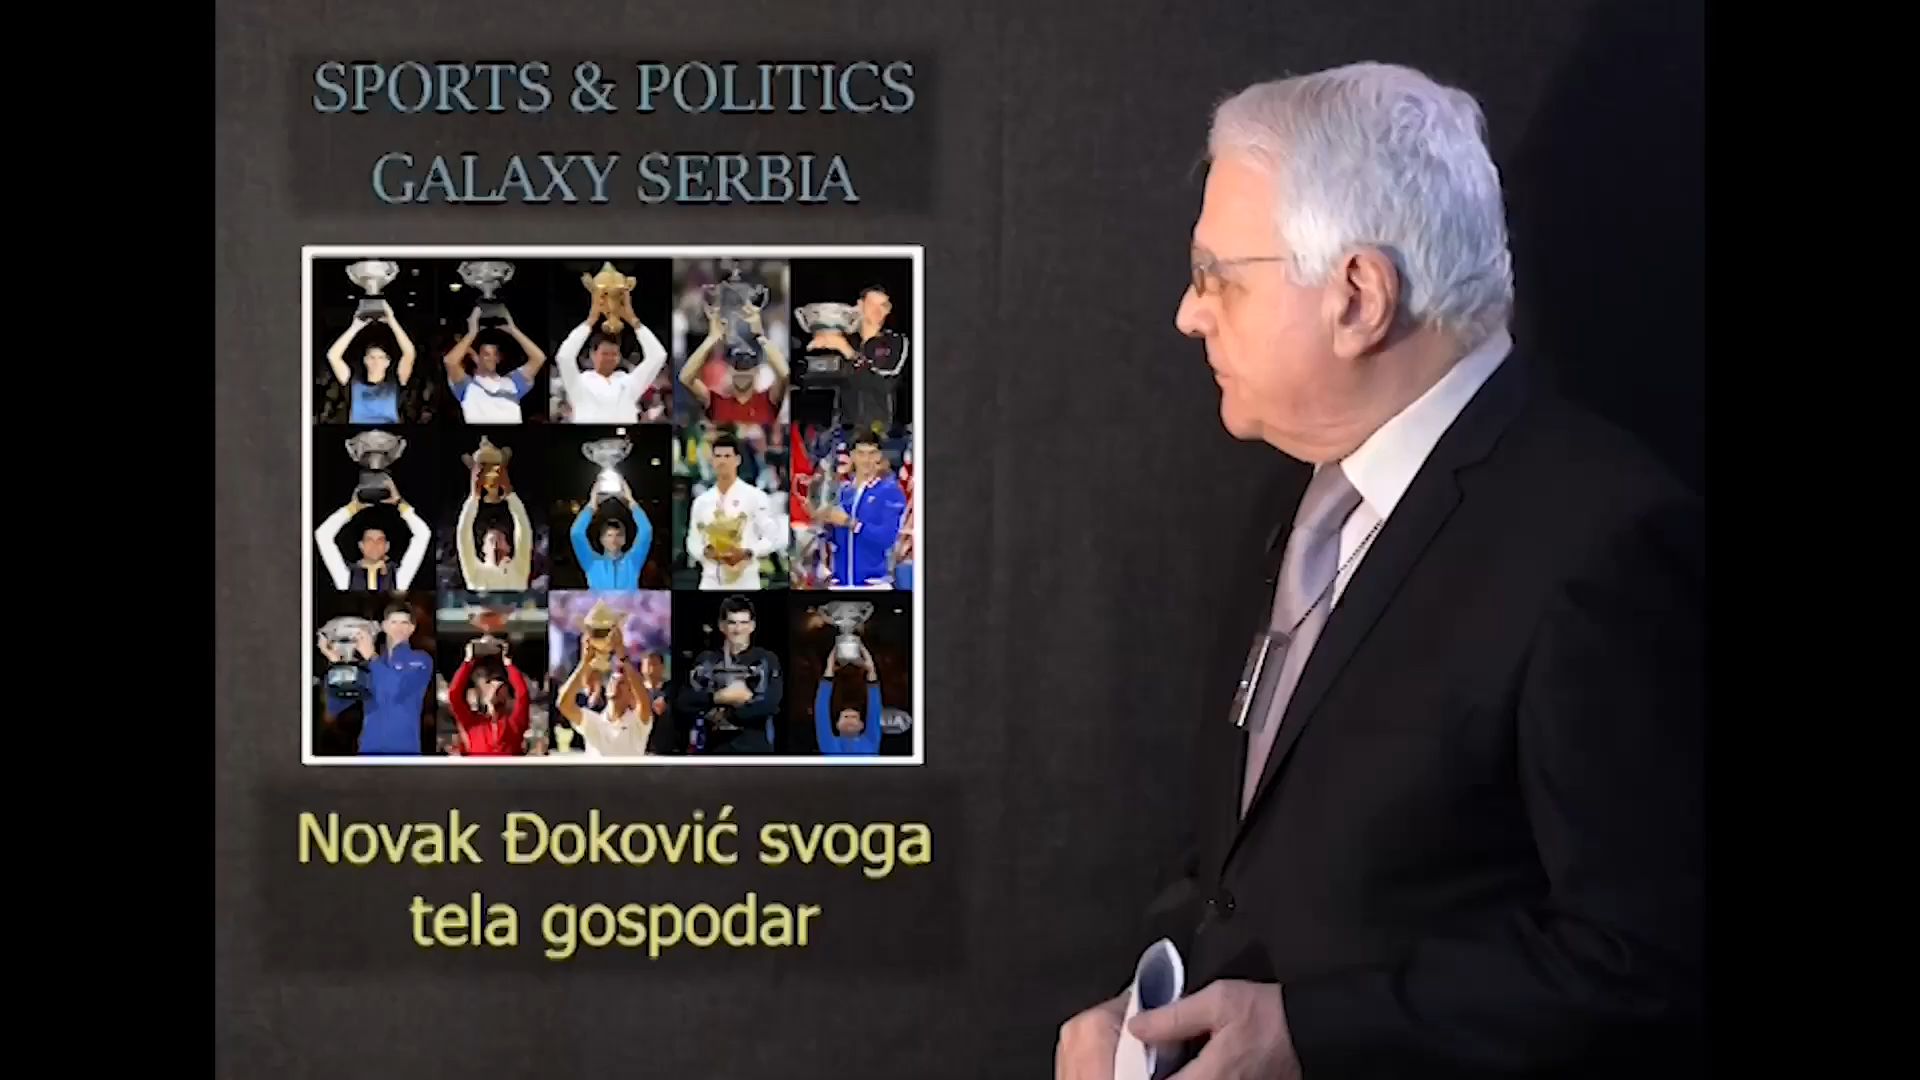 SPORTS & POLITICS
GALAXY SERBIA
Novak Đoković svoga
tela gospodar